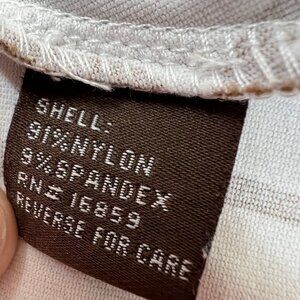 SHELL:
91%NYLON
9%SPANDEX
RN# 16859
REVERSE FOR CARE